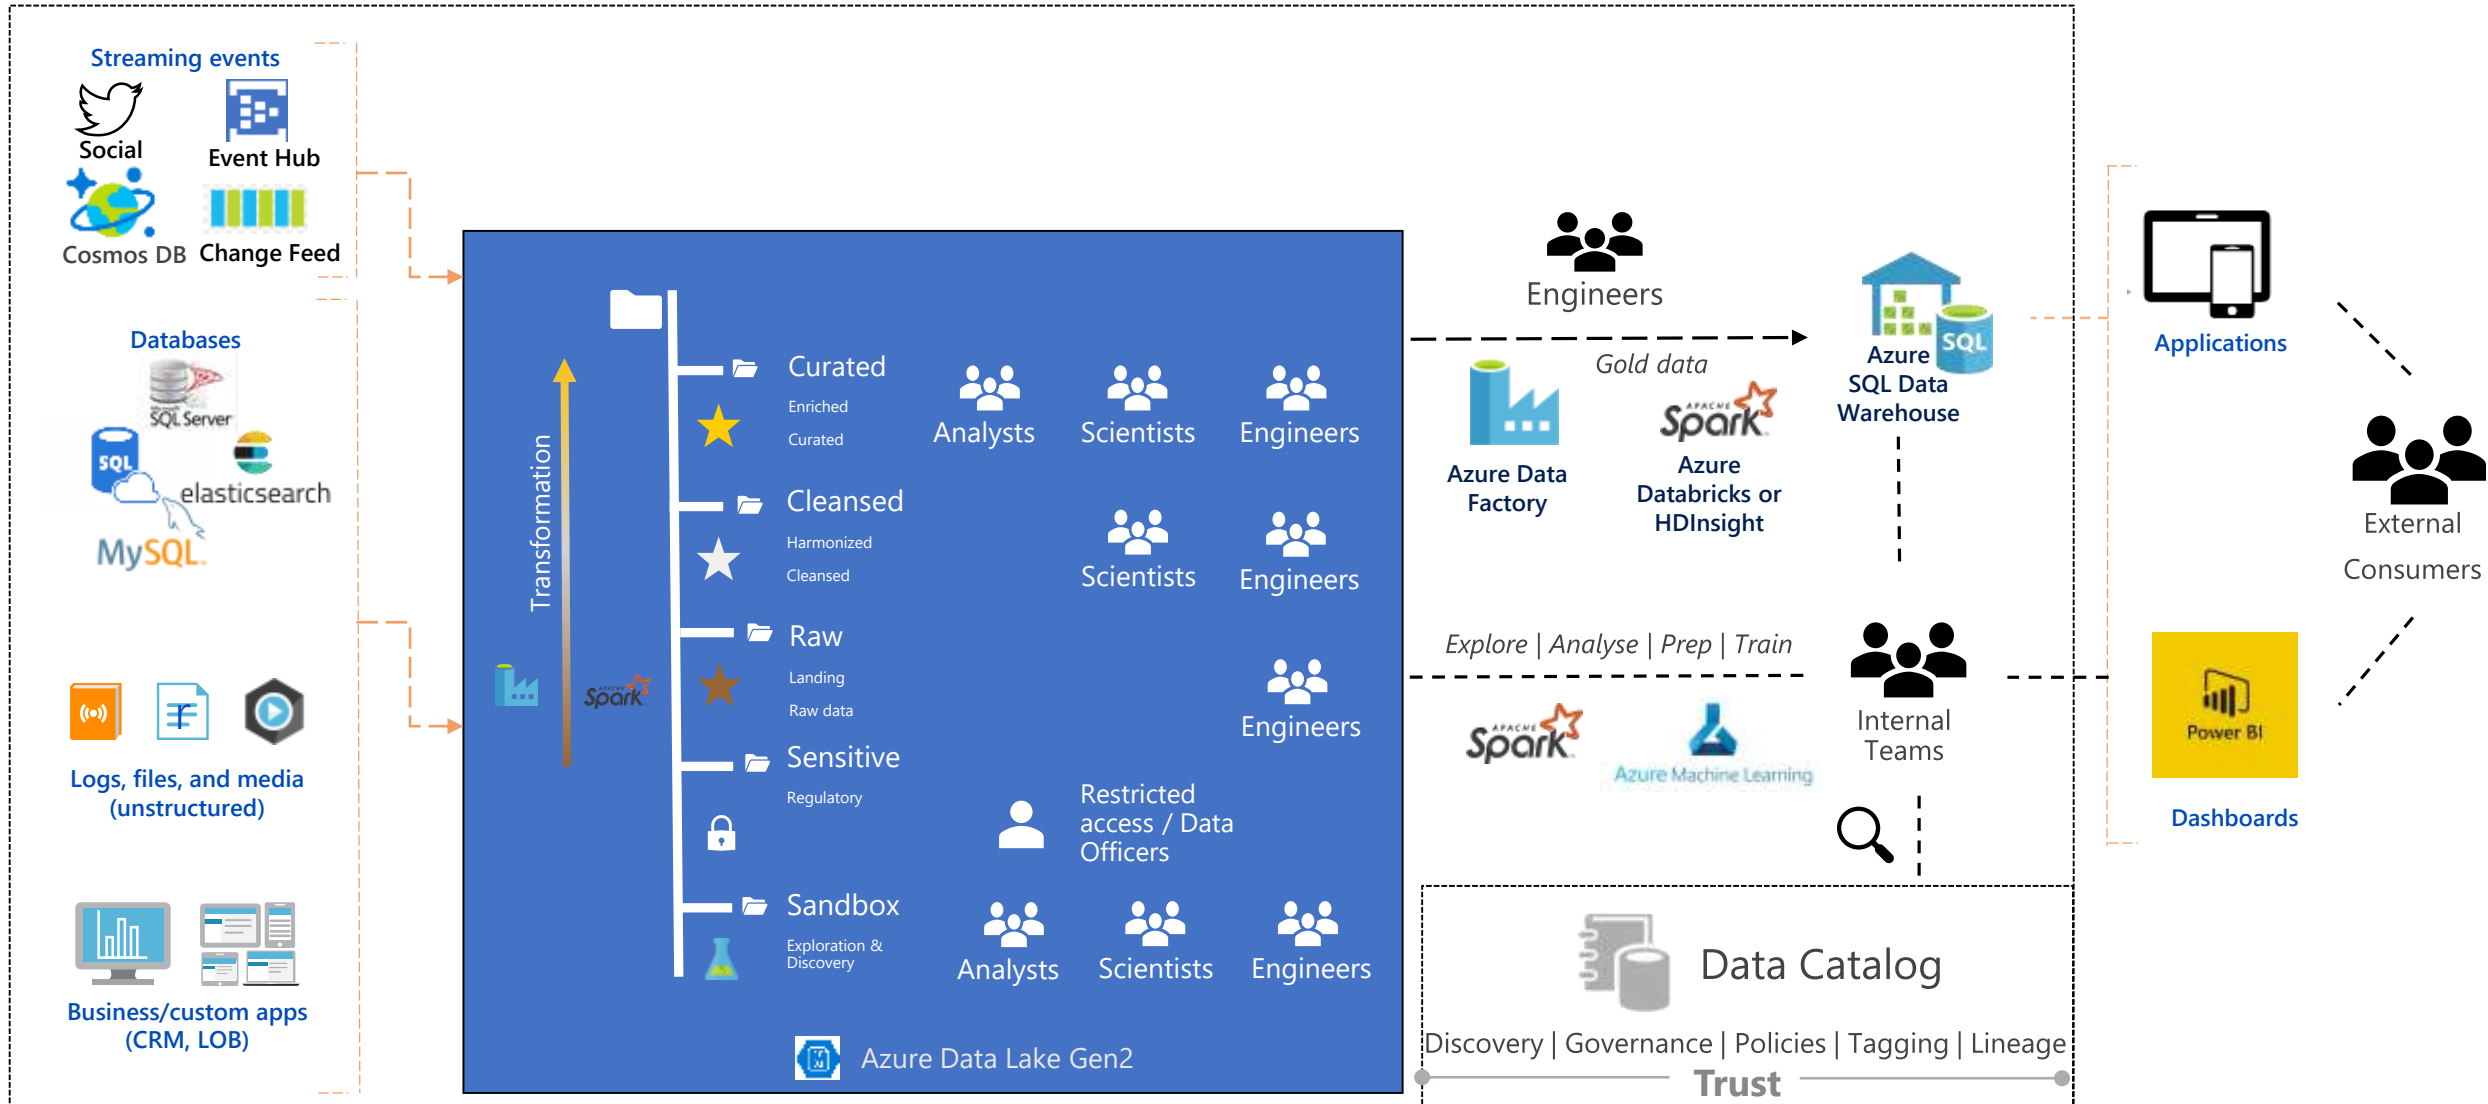 Streaming events
Social
Event Hub
Cosmos DB
Change Feed
Databases
SQL Server
SQL
elasticsearch
MySQL
Logs, files, and media
(unstructured)
Business/custom apps
(CRM, LOB)
Transformation
APACHE
Spark
Curated
Enriched
Curated
Analysts
Scientists
Engineers
Cleansed
Harmonized
Cleansed
Scientists
Engineers
Raw
Landing
Raw data
Engineers
Sensitive
Regulatory
Restricted
access / Data
Officers
Sandbox
Exploration &
Discovery
Analysts
Scientists
Engineers
Azure Data Lake Gen2
Engineers
Gold data
Azure Data
Factory
APACHE
Spark
Azure
Databricks or
HDInsight
SQL
Azure
SQL Data
Warehouse
Explore | Analyse | Prep | Train
APACHE
Spark
Azure Machine Learning
Internal
Teams
Data Catalog
Discovery | Governance | Policies | Tagging | Lineage
Trust
Applications
Power BI
Dashboards
External
Consumers